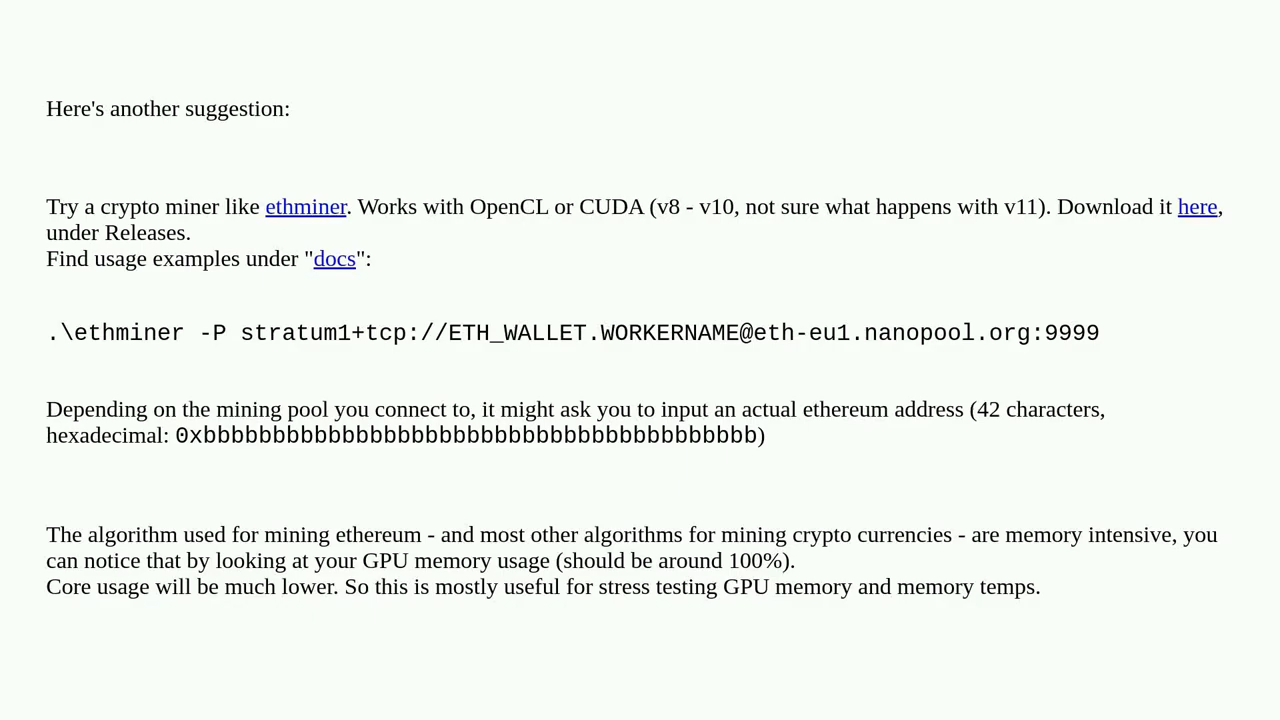 Here's another suggestion:
Try a crypto miner like ethminer. Works with OpenCL or CUDA (v8 - v10, not sure what happens with v11). Download it here,
under Releases.
Find usage examples under "docs":
.\ethminer -P stratum1+tcp://ETH_WALLET.WORKERNAME@eth-eu1.nanopool.org:9999
Depending on the mining pool you connect to, it might ask you to input an actual ethereum address (42 characters,
hexadecimal: 0xbbbbbbbbbbbbbbbbbbbbbbbbbbbbbbbbbbbbbbbb)
The algorithm used for mining ethereum - and most other algorithms for mining crypto currencies - are memory intensive, you
can notice that by looking at your GPU memory usage (should be around 100%).
Core usage will be much lower. So this is mostly useful for stress testing GPU memory and memory temps.